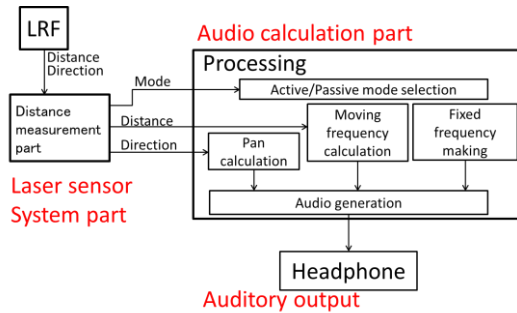 LRF
Audio calculation part
Distance
Direction
Processing
Mode
Active/Passive mode selection
Distance
measurement
part
Distance
Direction
Pan
calculation
Moving
frequency
calculation
Fixed
frequency
making
Laser sensor
System part
Audio generation
Headphone
Auditory output